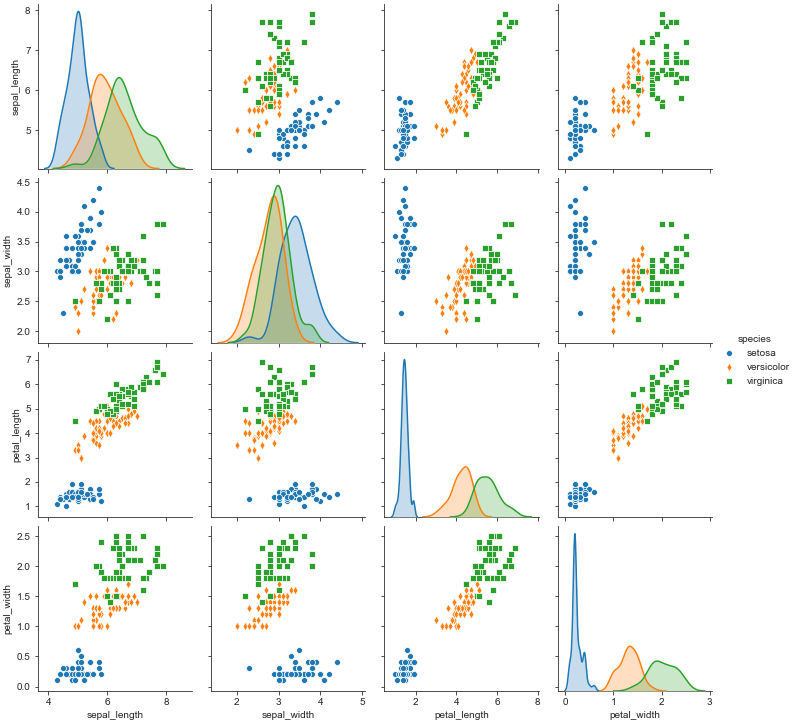 8
7
6
5
sepal_length
4.5
4.0
3.5
3.0
2.5
2.0
sepal_width
species
setosa
versicolor
virginica
7
6
5
4
3
2
1
petal_length
2.5
2.0
1.5
1.0
0.5
0.0
petal_width
4 6 8 2 3 4 5 2 4 6 8 0 1 2 3
sepal_length sepal_width petal_length petal_width